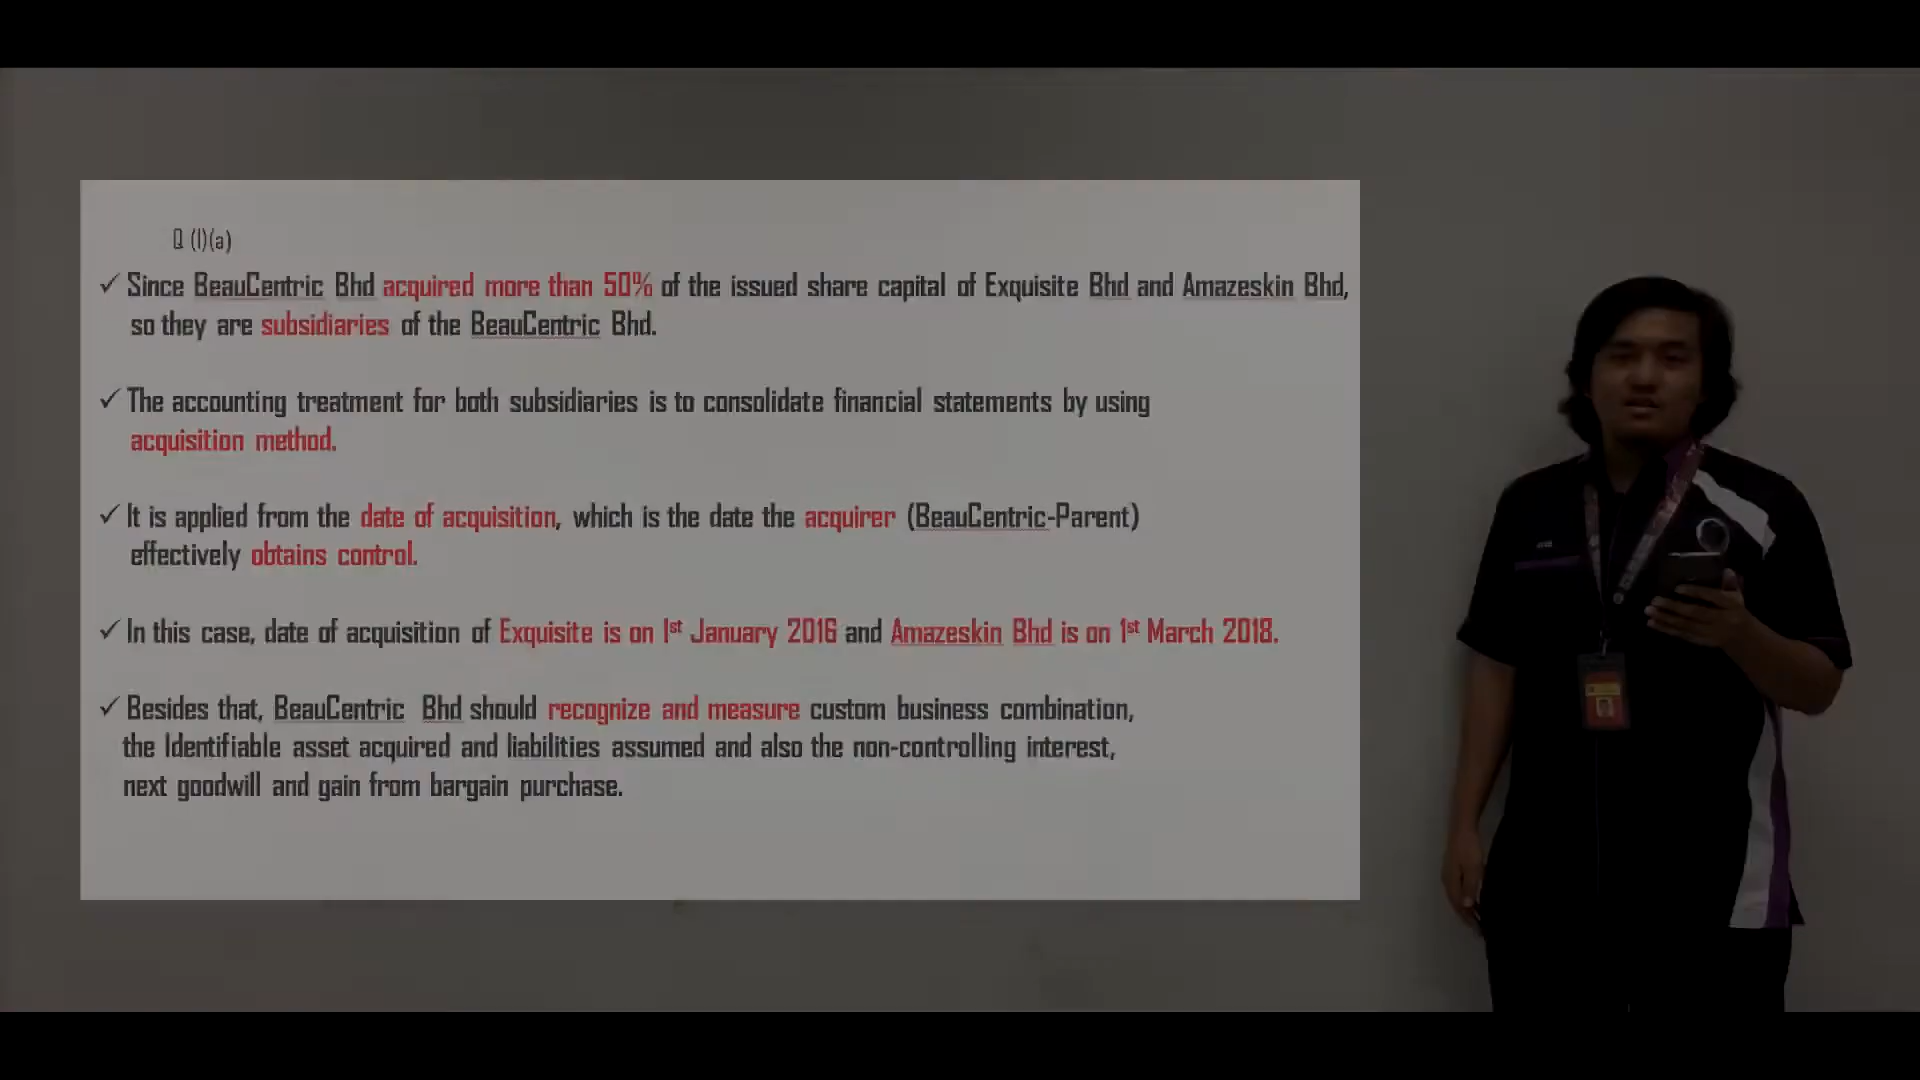 Q (1)(a)
✓ Since BeauCentric Bhd acquired more than 50% of the issued share capital of Exquisite Bhd and Amazeskin Bhd,
so they are subsidiaries of the BeauCentric Bhd.
✓ The accounting treatment for both subsidiaries is to consolidate financial statements by using
acquisition method.
✓ It is applied from the date of acquisition, which is the date the acquirer (BeauCentric-Parent)
effectively obtains control.
✓ In this case, date of acquisition of Exquisite is on 1st January 2016 and Amazeskin Bhd is on 1st March 2018.
✓ Besides that, BeauCentric Bhd should recognize and measure custom business combination,
the Identifiable asset acquired and liabilities assumed and also the non-controlling interest,
next goodwill and gain from bargain purchase.